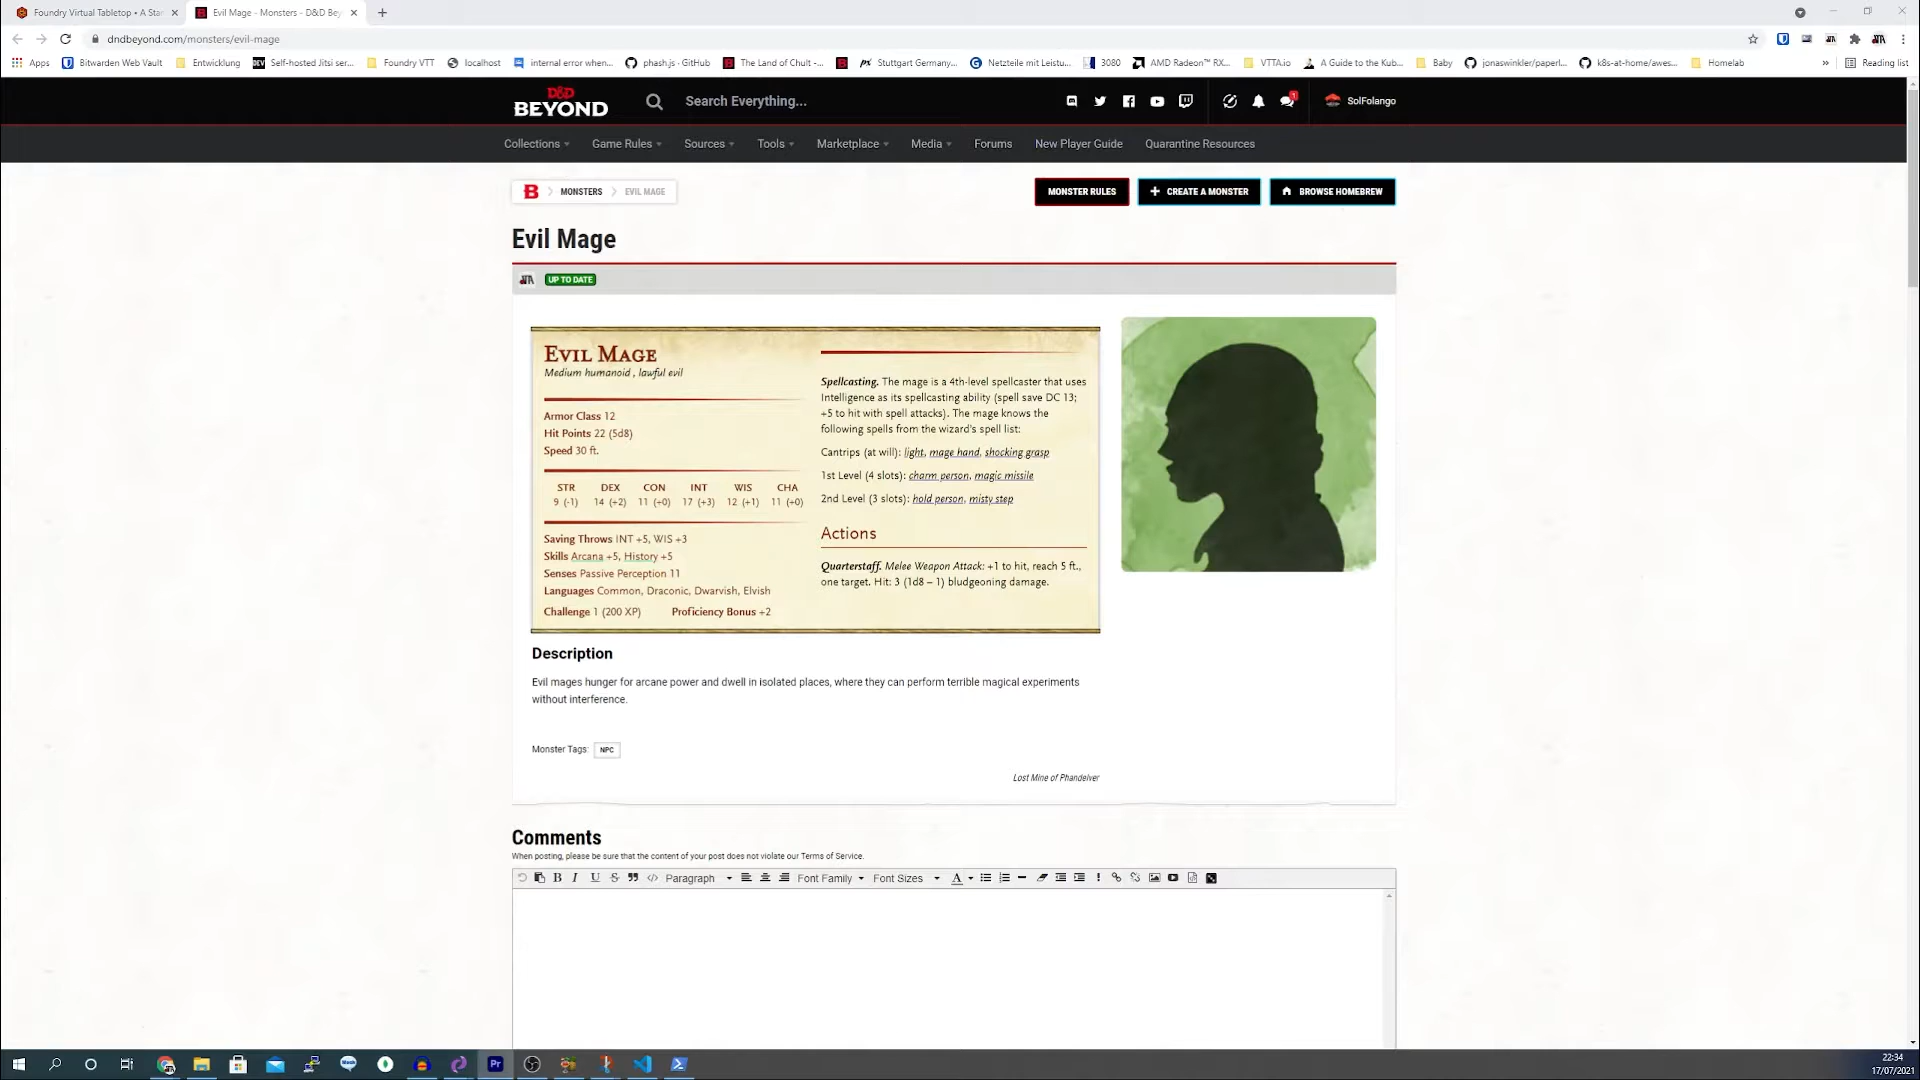 Foundry Virtual Tabletop • A Sta
Evil Mage - Monsters - D&D Bey
dndbeyond.com/monsters/evil-mage
Apps
Bitwarden Web Vault
Entwicklung
Self-hosted Jitsi ser...
Foundry VTT
localhost
internal error when...
phash.js · GitHub
The Land of Chult -...
Stuttgart Germany,...
Netzteile mit Leistu...
3080
AMD Radeon™ RX...
VTTA.io
A Guide to the Kub...
Baby
jonaswinkler/paperl...
k8s-at-home/awes...
Homelab
»
Reading list
D&D
BEYOND
Search Everything...
1
SolFolango
Collections
Game Rules
Sources
Tools
Marketplace
Media
Forums
New Player Guide
Quarantine Resources
B
MONSTERS
EVIL MAGE
MONSTER RULES
CREATE A MONSTER
BROWSE HOMEBREW
Evil Mage
UP TO DATE
EVIL MAGE
Medium humanoid , lawful evil
Armor Class 12
Hit Points 22 (5d8)
Speed 30 ft.
STR DEX CON INT WIS CHA
9 (-1) 14 (+2) 11 (+0) 17 (+3) 12 (+1) 11 (+0)
Saving Throws INT +5, WIS +3
Skills Arcana +5, History +5
Senses Passive Perception 11
Languages Common, Draconic, Dwarvish, Elvish
Challenge 1 (200 XP) Proficiency Bonus +2
Spellcasting. The mage is a 4th-level spellcaster that uses
Intelligence as its spellcasting ability (spell save DC 13;
+5 to hit with spell attacks). The mage knows the
following spells from the wizard's spell list:
Cantrips (at will): light, mage hand, shocking grasp
1st Level (4 slots): charm person, magic missile
2nd Level (3 slots): hold person, misty step
Actions
Quarterstaff. Melee Weapon Attack: +1 to hit, reach 5 ft.,
one target. Hit: 3 (1d8 – 1) bludgeoning damage.
Description
Evil mages hunger for arcane power and dwell in isolated places, where they can perform terrible magical experiments
without interference.
Monster Tags: NPC
Lost Mine of Phandelver
Comments
When posting, please be sure that the content of your post does not violate our Terms of Service.
B I U S Paragraph Font Family Font Sizes A
Pr
22:34
17/07/2021